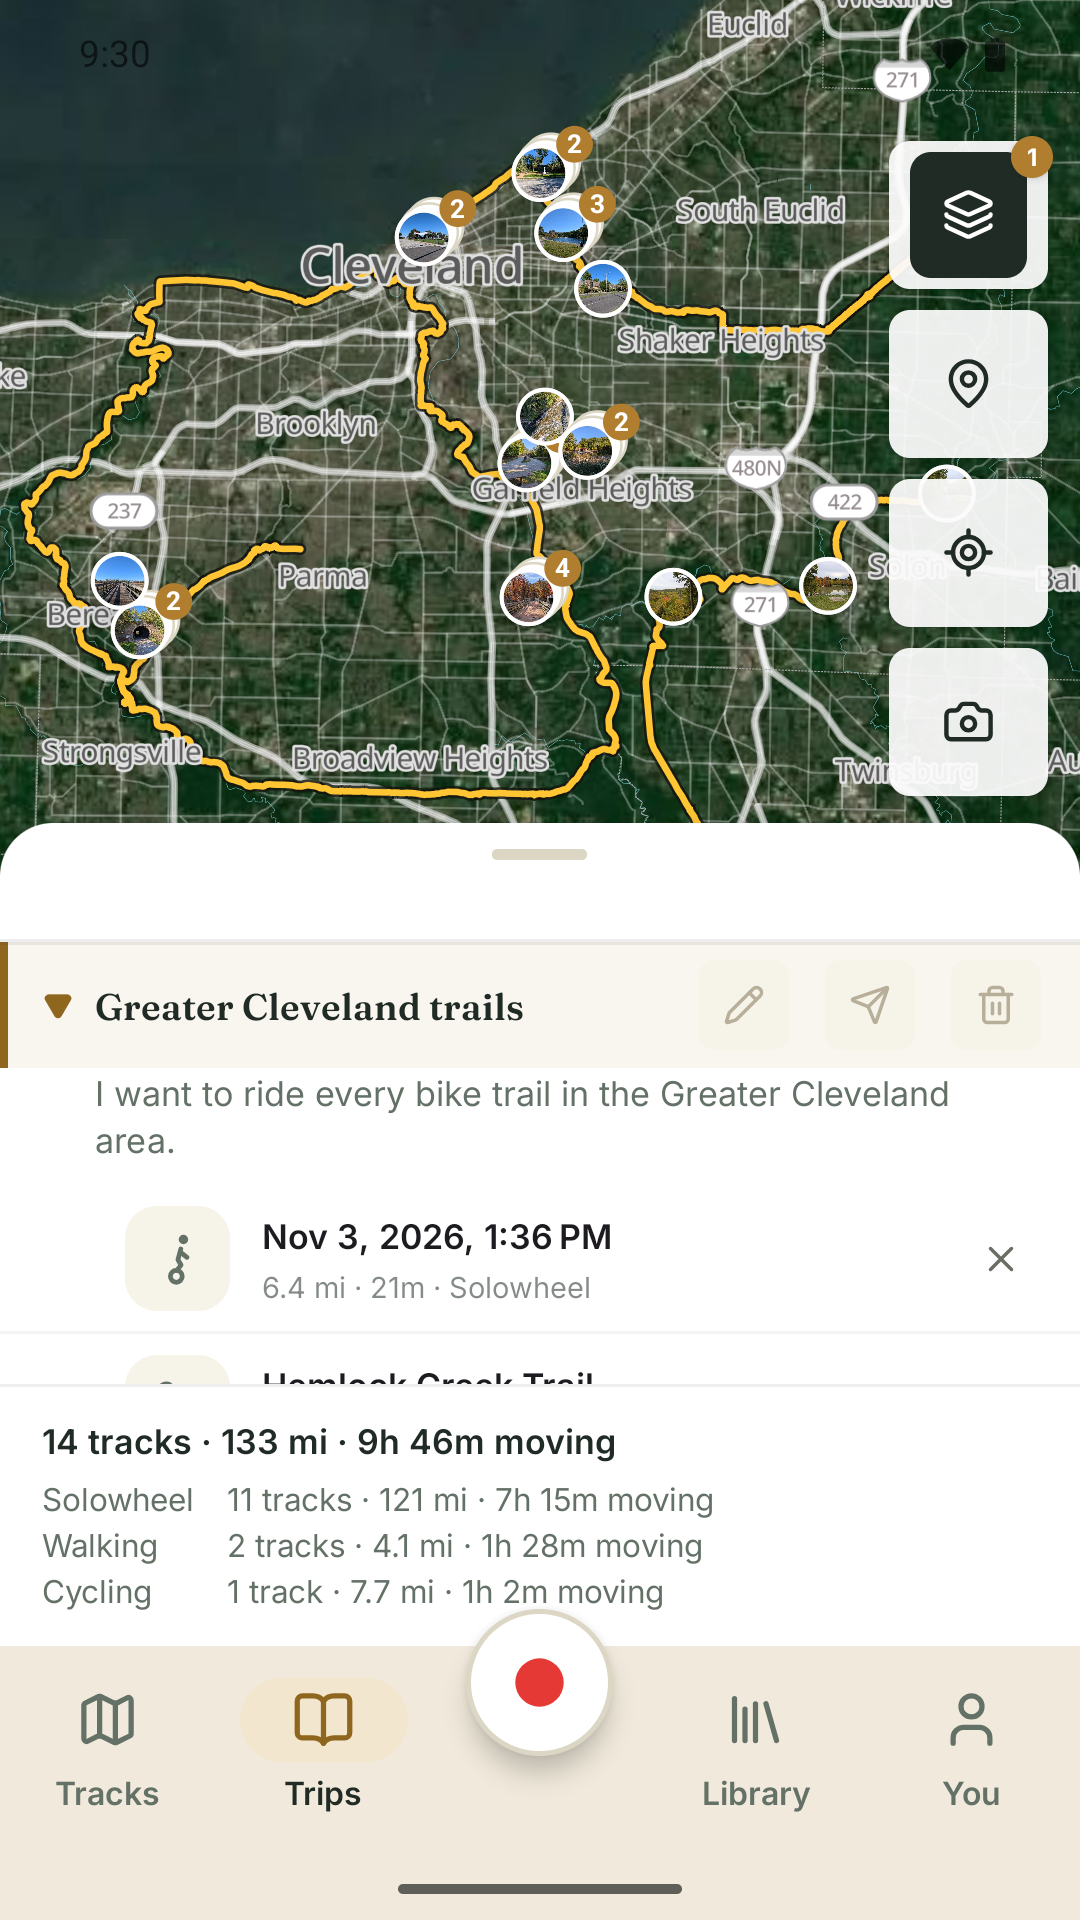 9:30
Euclid
271
1
2
2
3
South Euclid
Cleveland
Shaker Heights
Brooklyn
2
480N
Garfield Heights
422
237
Parma
4
Solon
2
271
Strongsville
Broadview Heights
Twinsburg
Greater Cleveland trails
I want to ride every bike trail in the Greater Cleveland
area.
Nov 3, 2026, 1:36 PM
6.4 mi · 21m · Solowheel
Hemlock Creek Trail
14 tracks · 133 mi · 9h 46m moving
Solowheel 11 tracks · 121 mi · 7h 15m moving
Walking 2 tracks · 4.1 mi · 1h 28m moving
Cycling 1 track · 7.7 mi · 1h 2m moving
Tracks
Trips
Library
You